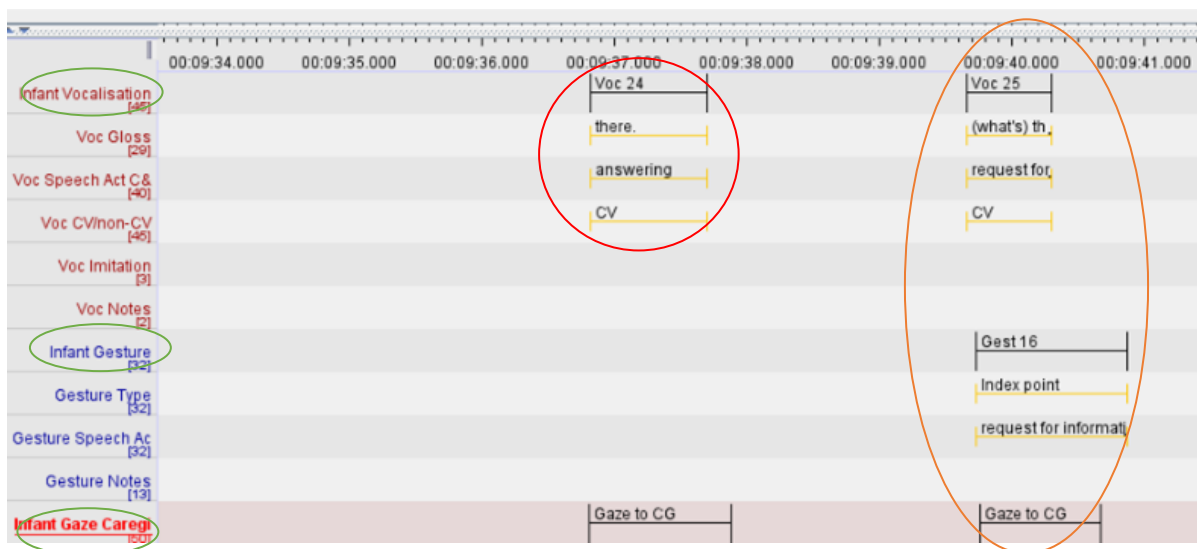 00:09:34.000 00:09:35.000 00:09:36.000 00:09:37.000 00:09:38.000 00:09:39.000 00:09:40.000 00:09:41.000
Infant Vocalisation Voc 24 Voc 25
[45]
Voc Gloss there. (what's) th
[29]
Voc Speech Act C& answering request for
[40]
Voc CV/non-CV CV CV
[45]
Voc Imitation
[3]
Voc Notes
[2]
Infant Gesture Gest 16
[32]
Gesture Type Index point
[32]
Gesture Speech Ac request for informati
[32]
Gesture Notes
[13]
Infant Gaze Caregi Gaze to CG Gaze to CG
[50]